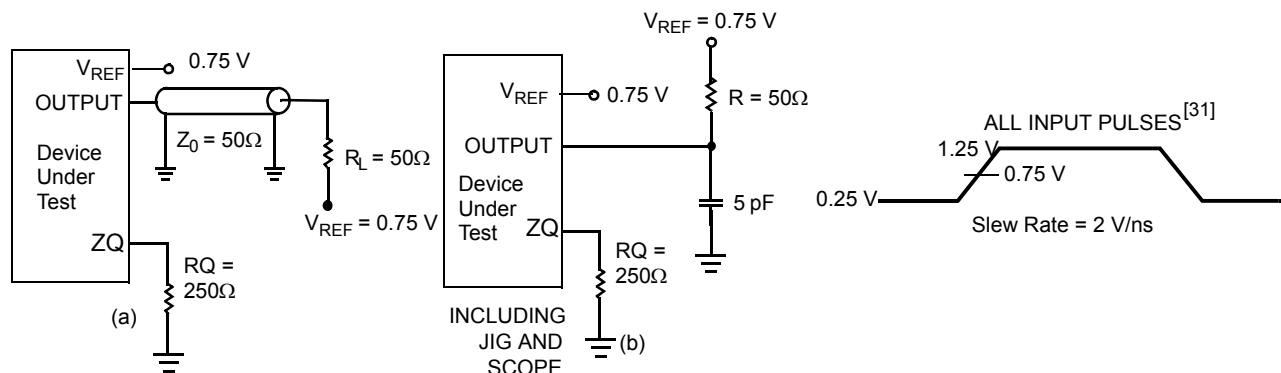 V_REF 0.75 V
OUTPUT
Z_0 = 50Ω
Device
Under
Test
R_L = 50Ω
V_REF = 0.75 V
ZQ
RQ =
250Ω
(a)
V_REF = 0.75 V
R = 50Ω
V_REF 0.75 V
OUTPUT
Device
Under
Test
5 pF
ZQ
RQ =
250Ω
INCLUDING
JIG AND
SCOPE
(b)
ALL INPUT PULSES[31]
1.25 V
0.75 V
0.25 V
Slew Rate = 2 V/ns